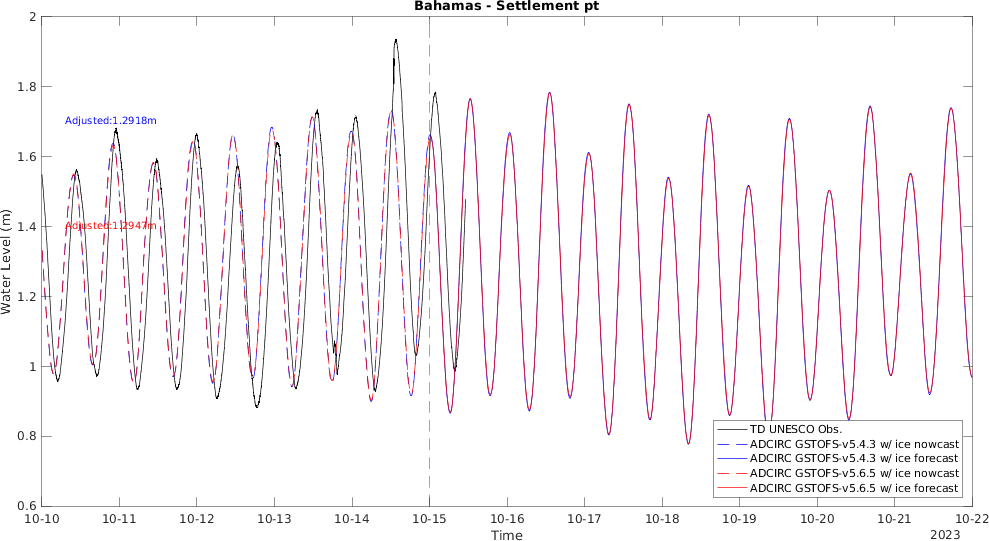 Bahamas - Settlement pt
2
1.8
1.6
1.4
1.2
1
0.8
0.6
Water Level (m)
Adjusted:1.2918m
Adjusted:1.2947m
TD UNESCO Obs.
ADCIRC GSTOFS-v5.4.3 w/ ice nowcast
ADCIRC GSTOFS-v5.4.3 w/ ice forecast
ADCIRC GSTOFS-v5.6.5 w/ ice nowcast
ADCIRC GSTOFS-v5.6.5 w/ ice forecast
10-10 10-11 10-12 10-13 10-14 10-15 10-16 10-17 10-18 10-19 10-20 10-21 10-22
Time
2023